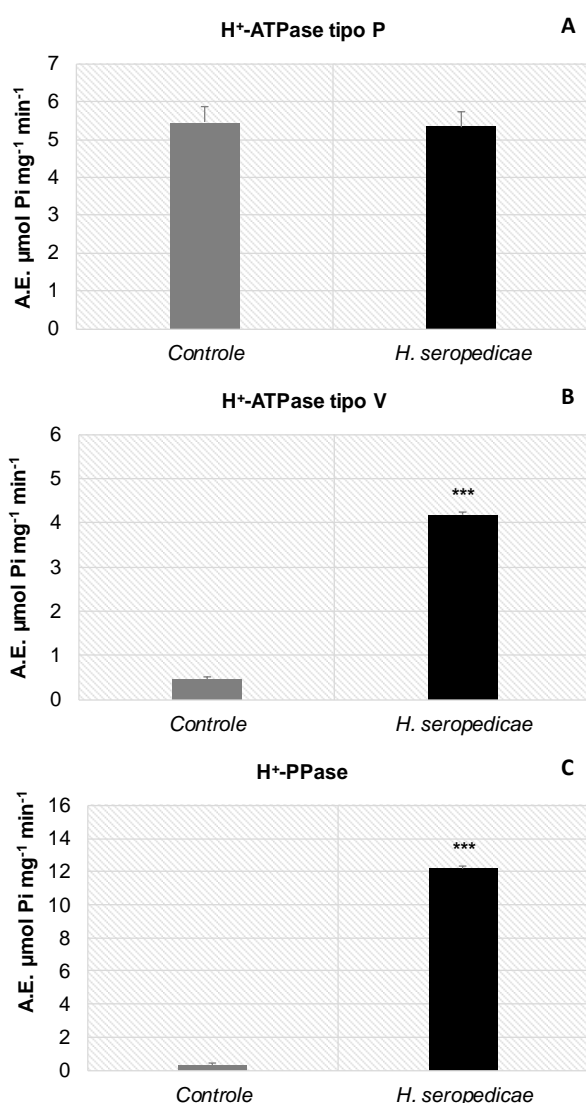 H⁺-ATPase tipo P
A
A.E. µmol Pi mg⁻¹ min⁻¹
7
6
5
4
3
2
1
0
Controle
H. seropedicae
H⁺-ATPase tipo V
B
A.E. µmol Pi mg⁻¹ min⁻¹
6
5
4
3
2
1
0
***
Controle
H. seropedicae
H⁺-PPase
C
A.E. µmol Pi mg⁻¹ min⁻¹
16
14
12
10
8
6
4
2
0
***
Controle
H. seropedicae